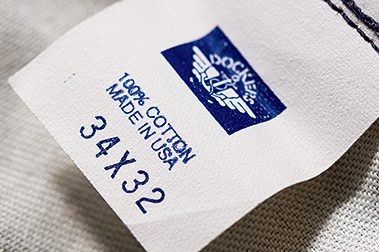 DOCKERS
100% COTTON
MADE IN USA
34X32